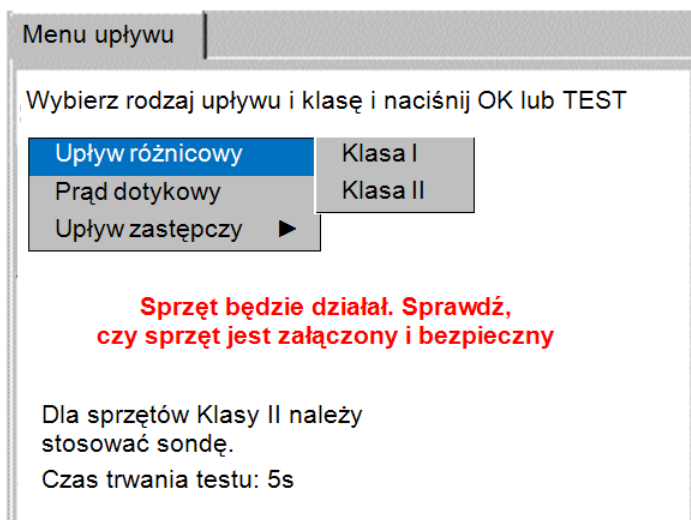 Menu upływu
Wybierz rodzaj upływu i klasę i naciśnij OK lub TEST
Upływ różnicowy
Klasa I
Prąd dotykowy
Klasa II
Upływ zastępczy ►
Sprzęt będzie działał. Sprawdź,
czy sprzęt jest załączony i bezpieczny
Dla sprzętów Klasy II należy
stosować sondę.
Czas trwania testu: 5s